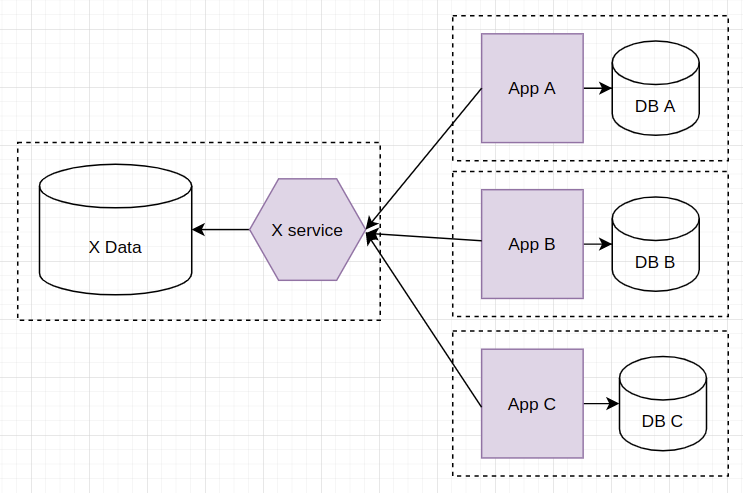 App A
DB A
X Data
X service
App B
DB B
App C
DB C